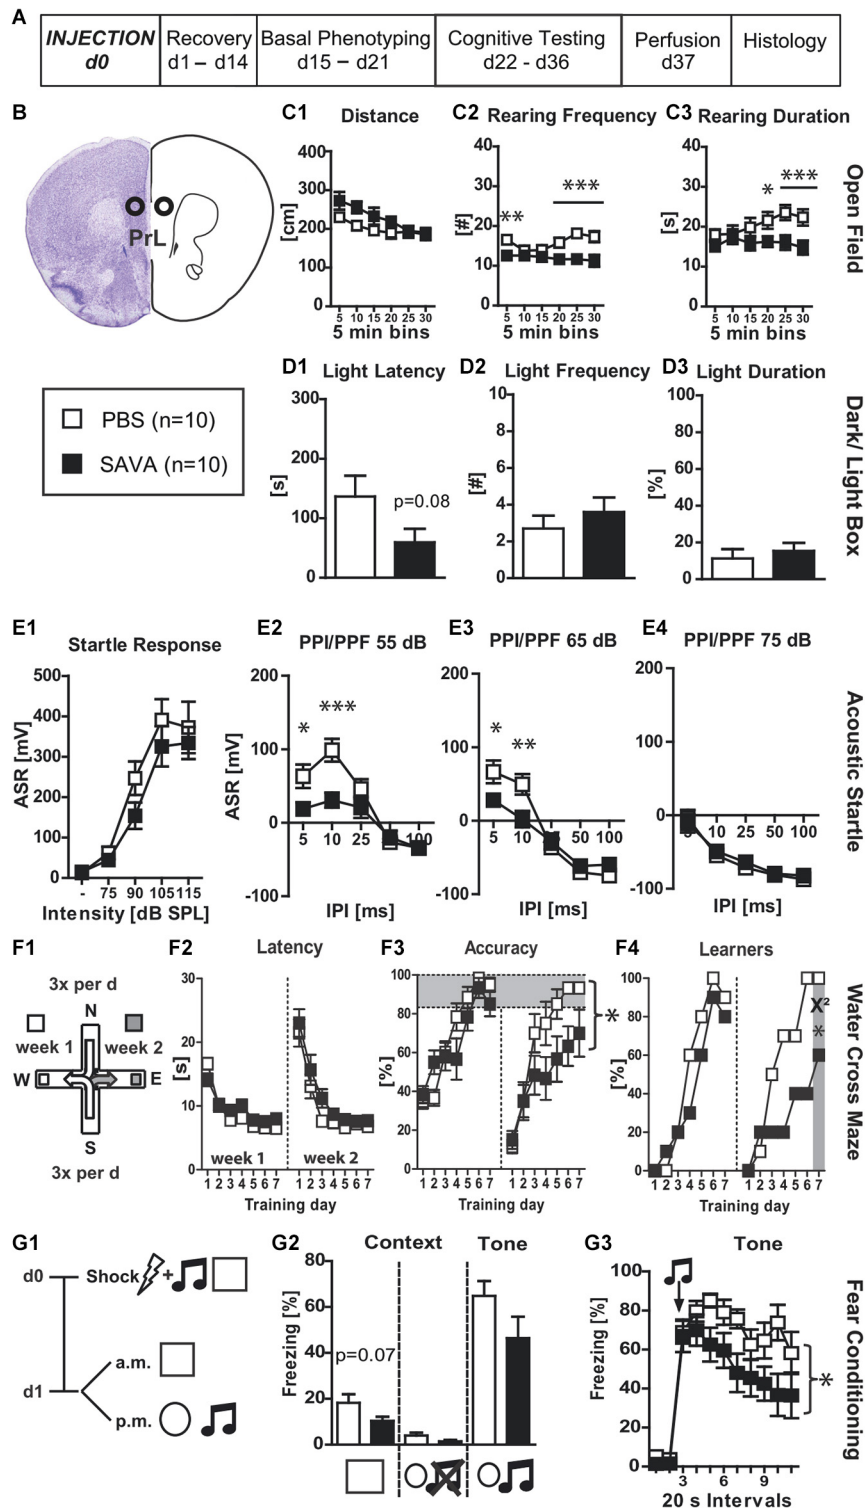 A
INJECTION d0
Recovery d1 – d14
Basal Phenotyping d15 – d21
Cognitive Testing d22 - d36
Perfusion d37
Histology
B
PrL
C1 Distance
[cm]
400
300
200
100
0
5 10 15 20 25 30
5 min bins
C2 Rearing Frequency
[#]
40
30
20
10
0
**
***
5 10 15 20 25 30
5 min bins
C3 Rearing Duration
[s]
40
30
20
10
0
*
***
5 10 15 20 25 30
5 min bins
Open Field
PBS (n=10)
SAVA (n=10)
D1 Light Latency
[s]
300
200
100
0
p=0.08
D2 Light Frequency
[#]
10
8
6
4
2
0
D3 Light Duration
[%]
100
80
60
40
20
0
Dark/ Light Box
E1
Startle Response
ASR [mV]
500
400
300
200
100
0
- 75 90 105 115
Intensity [dB SPL]
E2
PPI/PPF 55 dB
ASR [mV]
200
100
0
-100
*
***
5 10 25 100
IPI [ms]
E3
PPI/PPF 65 dB
200
100
0
-100
*
**
5 10 50 100
IPI [ms]
E4
PPI/PPF 75 dB
200
100
0
-100
10 25 50 100
IPI [ms]
Acoustic Startle
F1
3x per d
N
week 1
week 2
W
E
S
3x per d
F2
Latency
[s]
30
20
10
0
week 1
week 2
1 2 3 4 5 6 7 1 2 3 4 5 6 7
Training day
F3
Accuracy
[%]
100
80
60
40
20
0
*
1 2 3 4 5 6 7 1 2 3 4 5 6 7
Training day
F4
Learners
[%]
100
80
60
40
20
0
X²
*
1 2 3 4 5 6 7 1 2 3 4 5 6 7
Training day
Water Cross Maze
G1
d0
Shock
+
d1
a.m.
p.m.
G2
Context
Tone
Freezing [%]
80
60
40
20
0
p=0.07
G3
Tone
Freezing [%]
100
80
60
40
20
0
*
3 6 9
20 s Intervals
Fear Conditioning